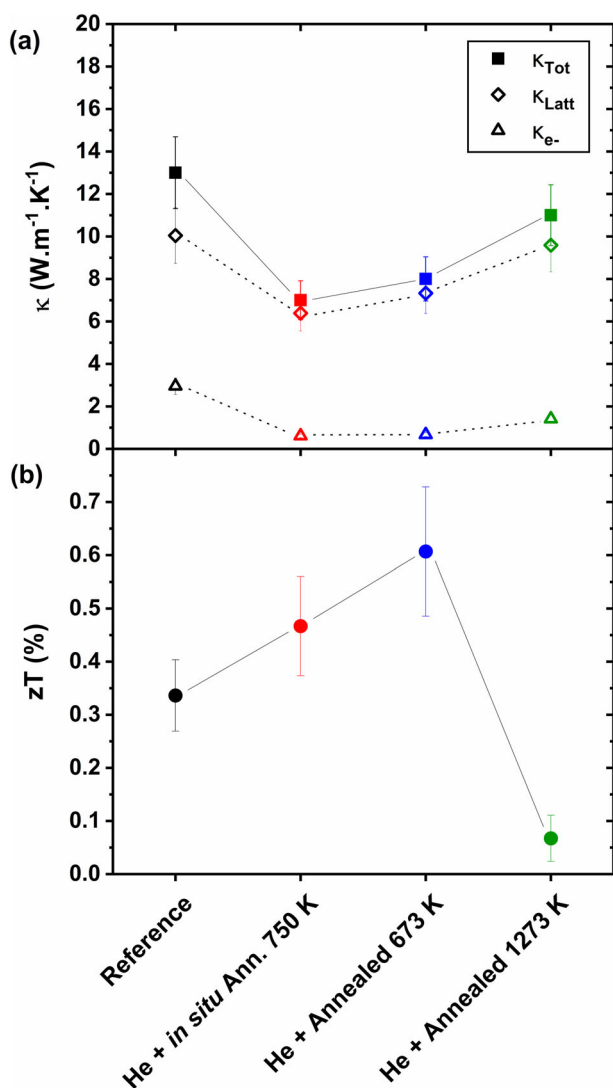 (a)
κ (W.m⁻¹.K⁻¹)
20
18
16
14
12
10
8
6
4
2
0
κTot
κLatt
κe-
(b)
zT (%)
0.7
0.6
0.5
0.4
0.3
0.2
0.1
0.0
Reference
He + in situ Ann. 750 K
He + Annealed 673 K
He + Annealed 1273 K